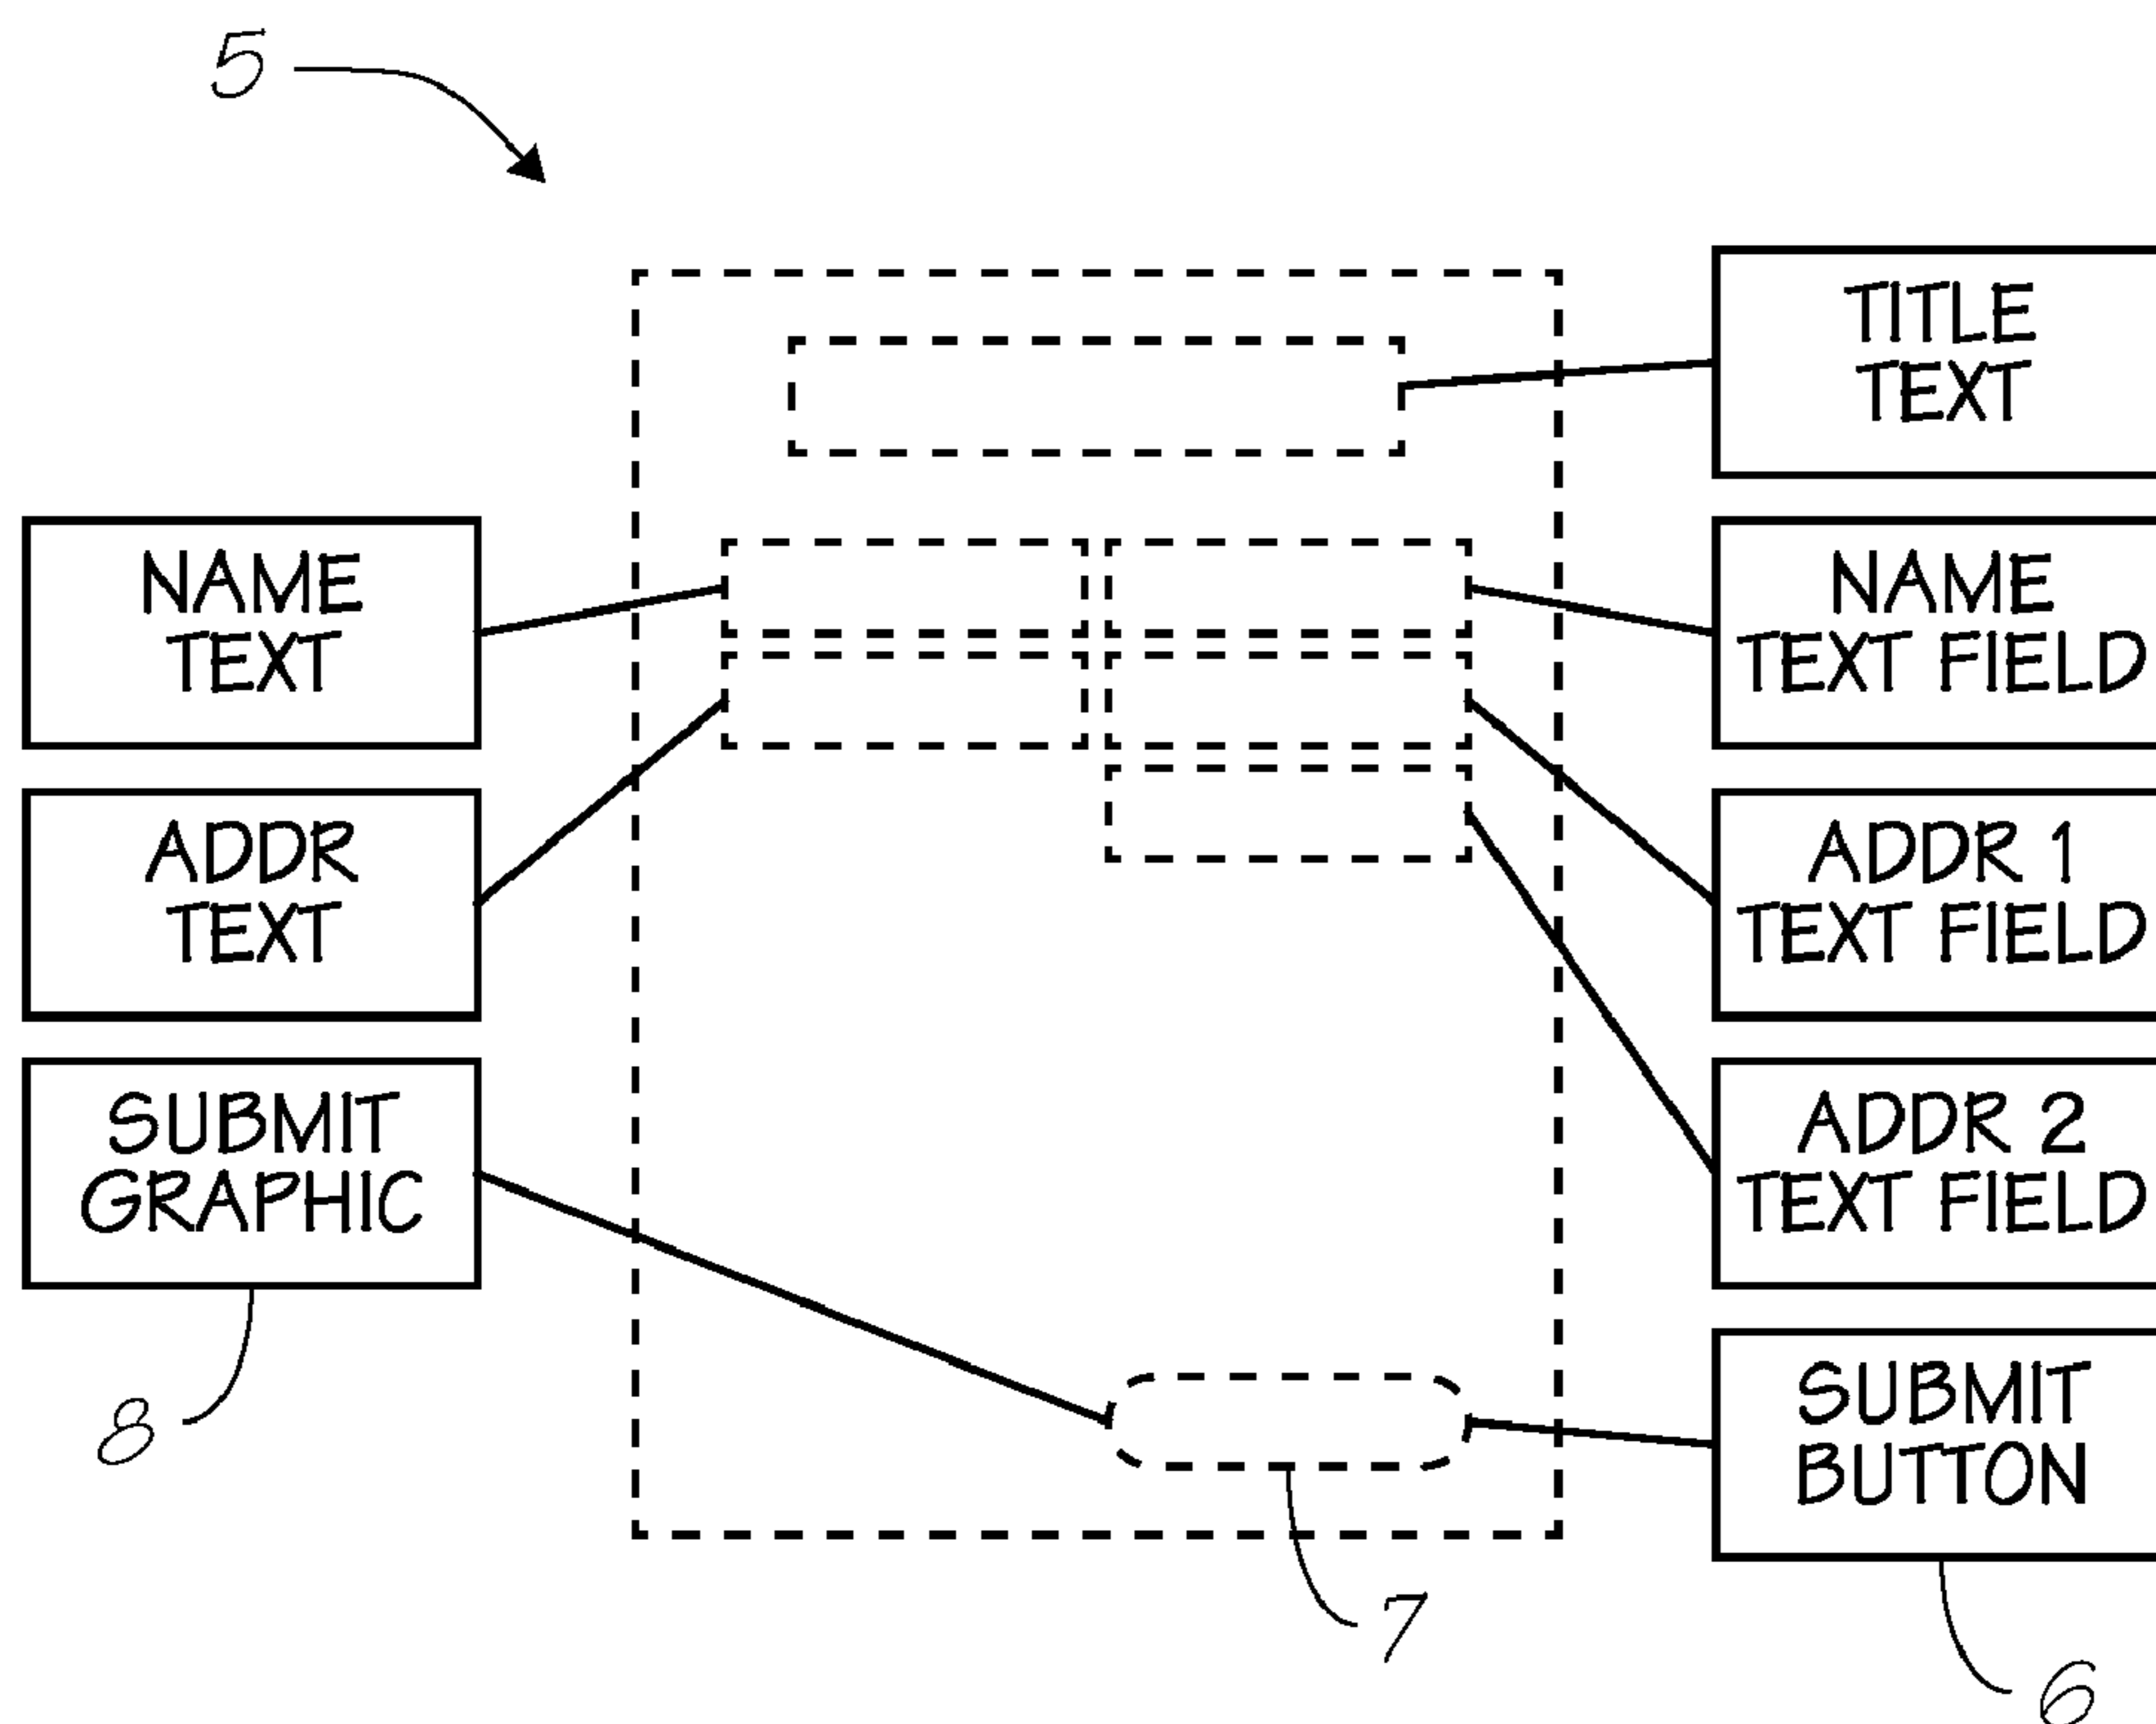 5
TITLE
TEXT
NAME
TEXT
NAME
TEXT FIELD
ADDR
TEXT
ADDR 1
TEXT FIELD
SUBMIT
GRAPHIC
ADDR 2
TEXT FIELD
SUBMIT
BUTTON
8
7
6